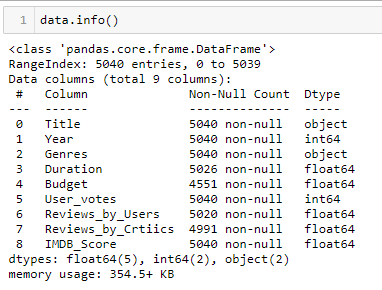 1 data.info()
<class 'pandas.core.frame.DataFrame'>
RangeIndex: 5040 entries, 0 to 5039
Data columns (total 9 columns):
 #   Column              Non-Null Count  Dtype
---  ------              --------------  -----
 0   Title               5040 non-null   object
 1   Year                5040 non-null   int64
 2   Genres              5040 non-null   object
 3   Duration            5026 non-null   float64
 4   Budget              4551 non-null   float64
 5   User_votes          5040 non-null   int64
 6   Reviews_by_Users    5020 non-null   float64
 7   Reviews_by_Crtiics  4991 non-null   float64
 8   IMDB_Score          5040 non-null   float64
dtypes: float64(5), int64(2), object(2)
memory usage: 354.5+ KB